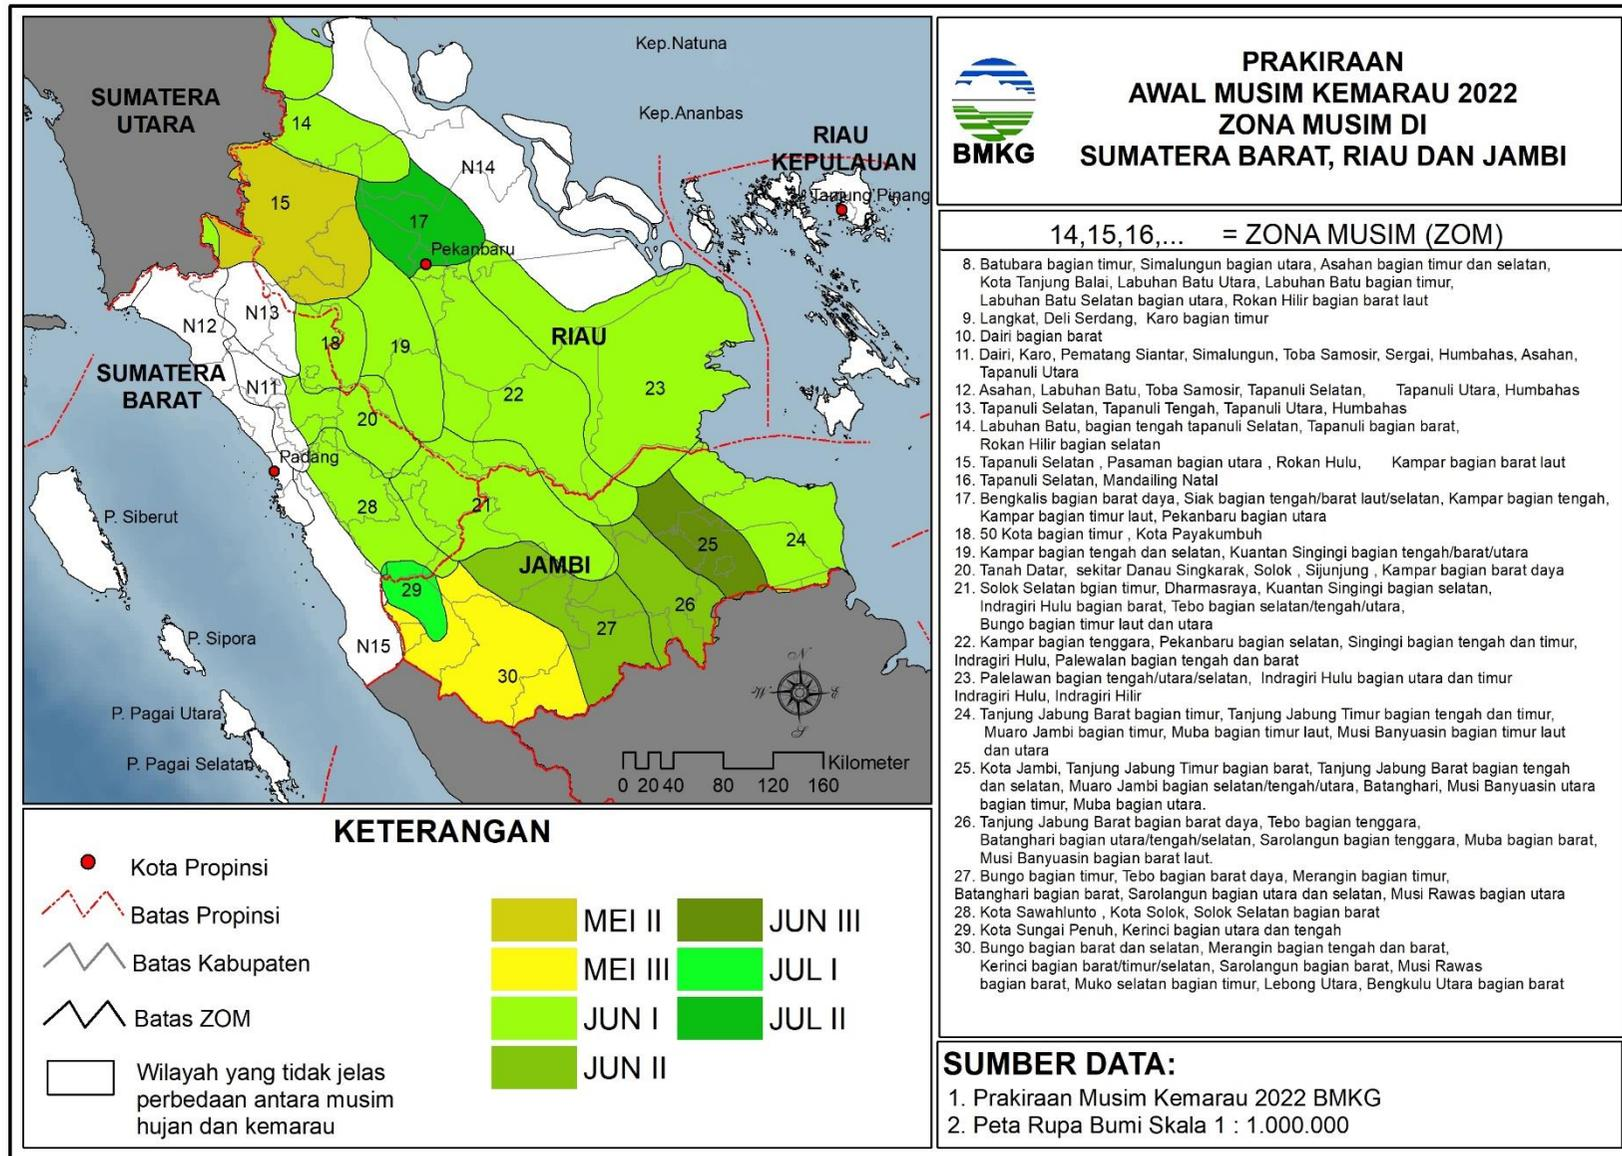 SUMATERA
UTARA
Kep.Natuna
Kep.Ananbas
RIAU
KEPULAUAN
Tanjung Pinang
14
N14
15
17
Pekanbaru
N13
N12
18
19
RIAU
SUMATERA
BARAT
N11
22
23
20
Padang
28
21
P. Siberut
25
24
JAMBI
29
26
27
P. Sipora
N15
30
P. Pagai Utara
P. Pagai Selatan
N
W
E
S
Kilometer
0 20 40 80 120 160
BMKG
PRAKIRAAN
AWAL MUSIM KEMARAU 2022
ZONA MUSIM DI
SUMATERA BARAT, RIAU DAN JAMBI
14,15,16,... = ZONA MUSIM (ZOM)
8. Batubara bagian timur, Simalungun bagian utara, Asahan bagian timur dan selatan,
Kota Tanjung Balai, Labuhan Batu Utara, Labuhan Batu bagian timur,
Labuhan Batu Selatan bagian utara, Rokan Hilir bagian barat laut
9. Langkat, Deli Serdang, Karo bagian timur
10. Dairi bagian barat
11. Dairi, Karo, Pematang Siantar, Simalungun, Toba Samosir, Sergai, Humbahas, Asahan,
Tapanuli Utara
12. Asahan, Labuhan Batu, Toba Samosir, Tapanuli Selatan, Tapanuli Utara, Humbahas
13. Tapanuli Selatan, Tapanuli Tengah, Tapanuli Utara, Humbahas
14. Labuhan Batu, bagian tengah tapanuli Selatan, Tapanuli bagian barat,
Rokan Hilir bagian selatan
15. Tapanuli Selatan , Pasaman bagian utara , Rokan Hulu, Kampar bagian barat laut
16. Tapanuli Selatan, Mandailing Natal
17. Bengkalis bagian barat daya, Siak bagian tengah/barat laut/selatan, Kampar bagian tengah,
Kampar bagian timur laut, Pekanbaru bagian utara
18. 50 Kota bagian timur , Kota Payakumbuh
19. Kampar bagian tengah dan selatan, Kuantan Singingi bagian tengah/barat/utara
20. Tanah Datar, sekitar Danau Singkarak, Solok , Sijunjung , Kampar bagian barat daya
21. Solok Selatan bgian timur, Dharmasraya, Kuantan Singingi bagian selatan,
Indragiri Hulu bagian barat, Tebo bagian selatan/tengah/utara,
Bungo bagian timur laut dan utara
22. Kampar bagian tenggara, Pekanbaru bagian selatan, Singingi bagian tengah dan timur,
Indragiri Hulu, Palewalan bagian tengah dan barat
23. Palelawan bagian tengah/utara/selatan, Indragiri Hulu bagian utara dan timur
Indragiri Hulu, Indragiri Hilir
24. Tanjung Jabung Barat bagian timur, Tanjung Jabung Timur bagian tengah dan timur,
Muaro Jambi bagian timur, Muba bagian timur laut, Musi Banyuasin bagian timur laut
dan utara
25. Kota Jambi, Tanjung Jabung Timur bagian barat, Tanjung Jabung Barat bagian tengah
dan selatan, Muaro Jambi bagian selatan/tengah/utara, Batanghari, Musi Banyuasin utara
bagian timur, Muba bagian utara.
26. Tanjung Jabung Barat bagian barat daya, Tebo bagian tenggara,
Batanghari bagian utara/tengah/selatan, Sarolangun bagian tenggara, Muba bagian barat,
Musi Banyuasin bagian barat laut.
27. Bungo bagian timur, Tebo bagian barat daya, Merangin bagian timur,
Batanghari bagian barat, Sarolangun bagian utara dan selatan, Musi Rawas bagian utara
28. Kota Sawahlunto , Kota Solok, Solok Selatan bagian barat
29. Kota Sungai Penuh, Kerinci bagian utara dan tengah
30. Bungo bagian barat dan selatan, Merangin bagian tengah dan barat,
Kerinci bagian barat/timur/selatan, Sarolangun bagian barat, Musi Rawas
bagian barat, Muko selatan bagian timur, Lebong Utara, Bengkulu Utara bagian barat
KETERANGAN
Kota Propinsi
Batas Propinsi
Batas Kabupaten
Batas ZOM
Wilayah yang tidak jelas
perbedaan antara musim
hujan dan kemarau
MEI II
MEI III
JUN I
JUN II
JUN III
JUL I
JUL II
SUMBER DATA:
1. Prakiraan Musim Kemarau 2022 BMKG
2. Peta Rupa Bumi Skala 1 : 1.000.000